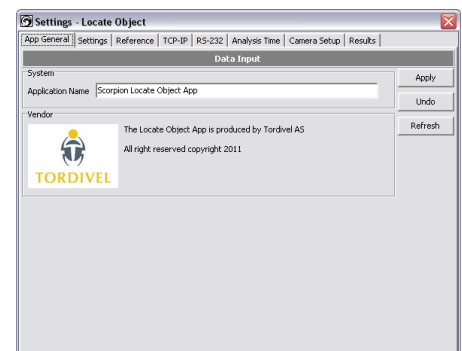 Settings - Locate Object
App General Settings Reference TCP-IP RS-232 Analysis Time Camera Setup Results
Data Input
System
Application Name Scorpion Locate Object App
Apply
Undo
Refresh
Vendor
The Locate Object App is produced by Tordivel AS
All right reserved copyright 2011
TORDIVEL